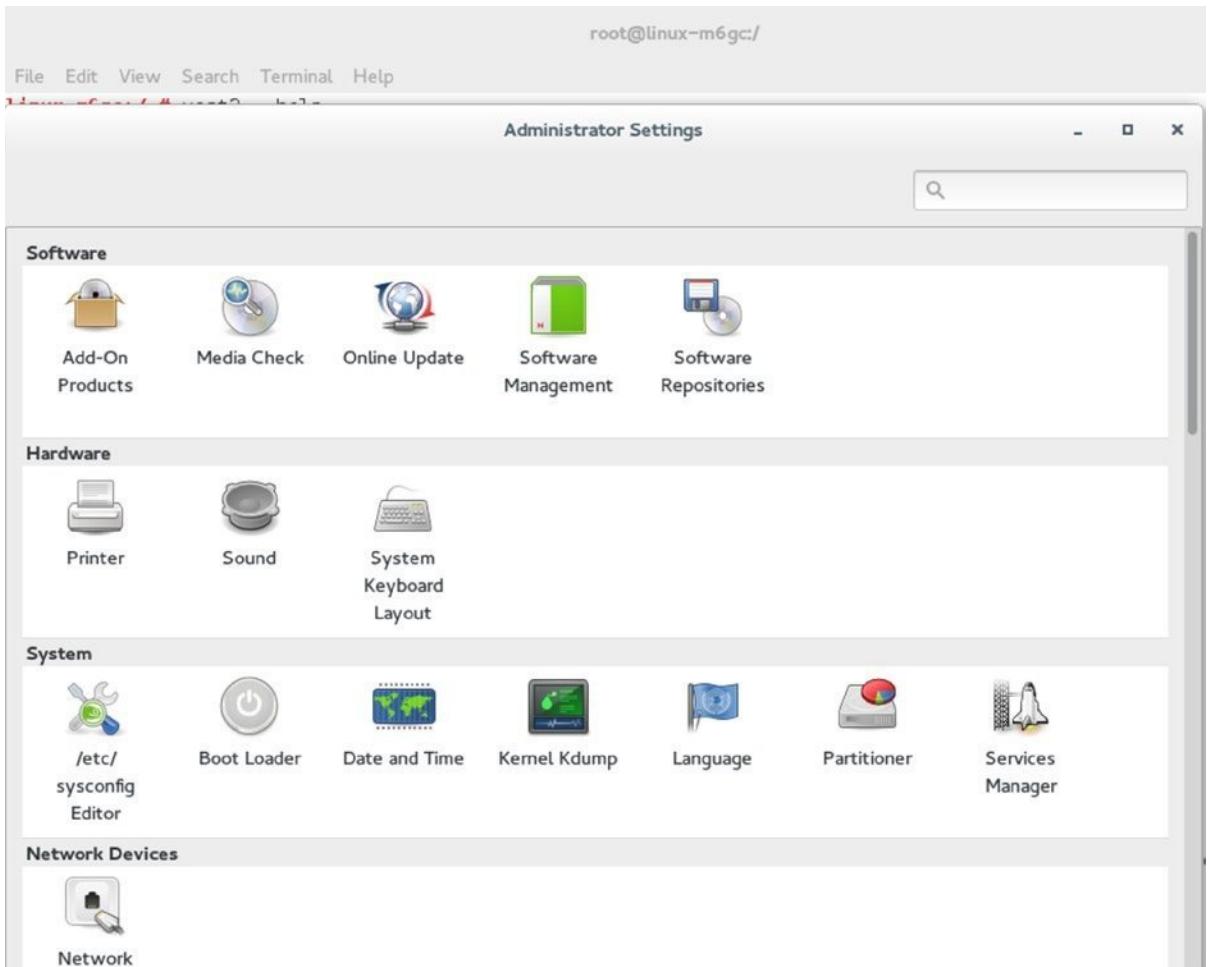 root@linux-m6gc:/
File Edit View Search Terminal Help
Administrator Settings
Software
Add-On Products
Media Check
Online Update
Software Management
Software Repositories
Hardware
Printer
Sound
System Keyboard Layout
System
/etc/ sysconfig Editor
Boot Loader
Date and Time
Kernel Kdump
Language
Partitioner
Services Manager
Network Devices
Network